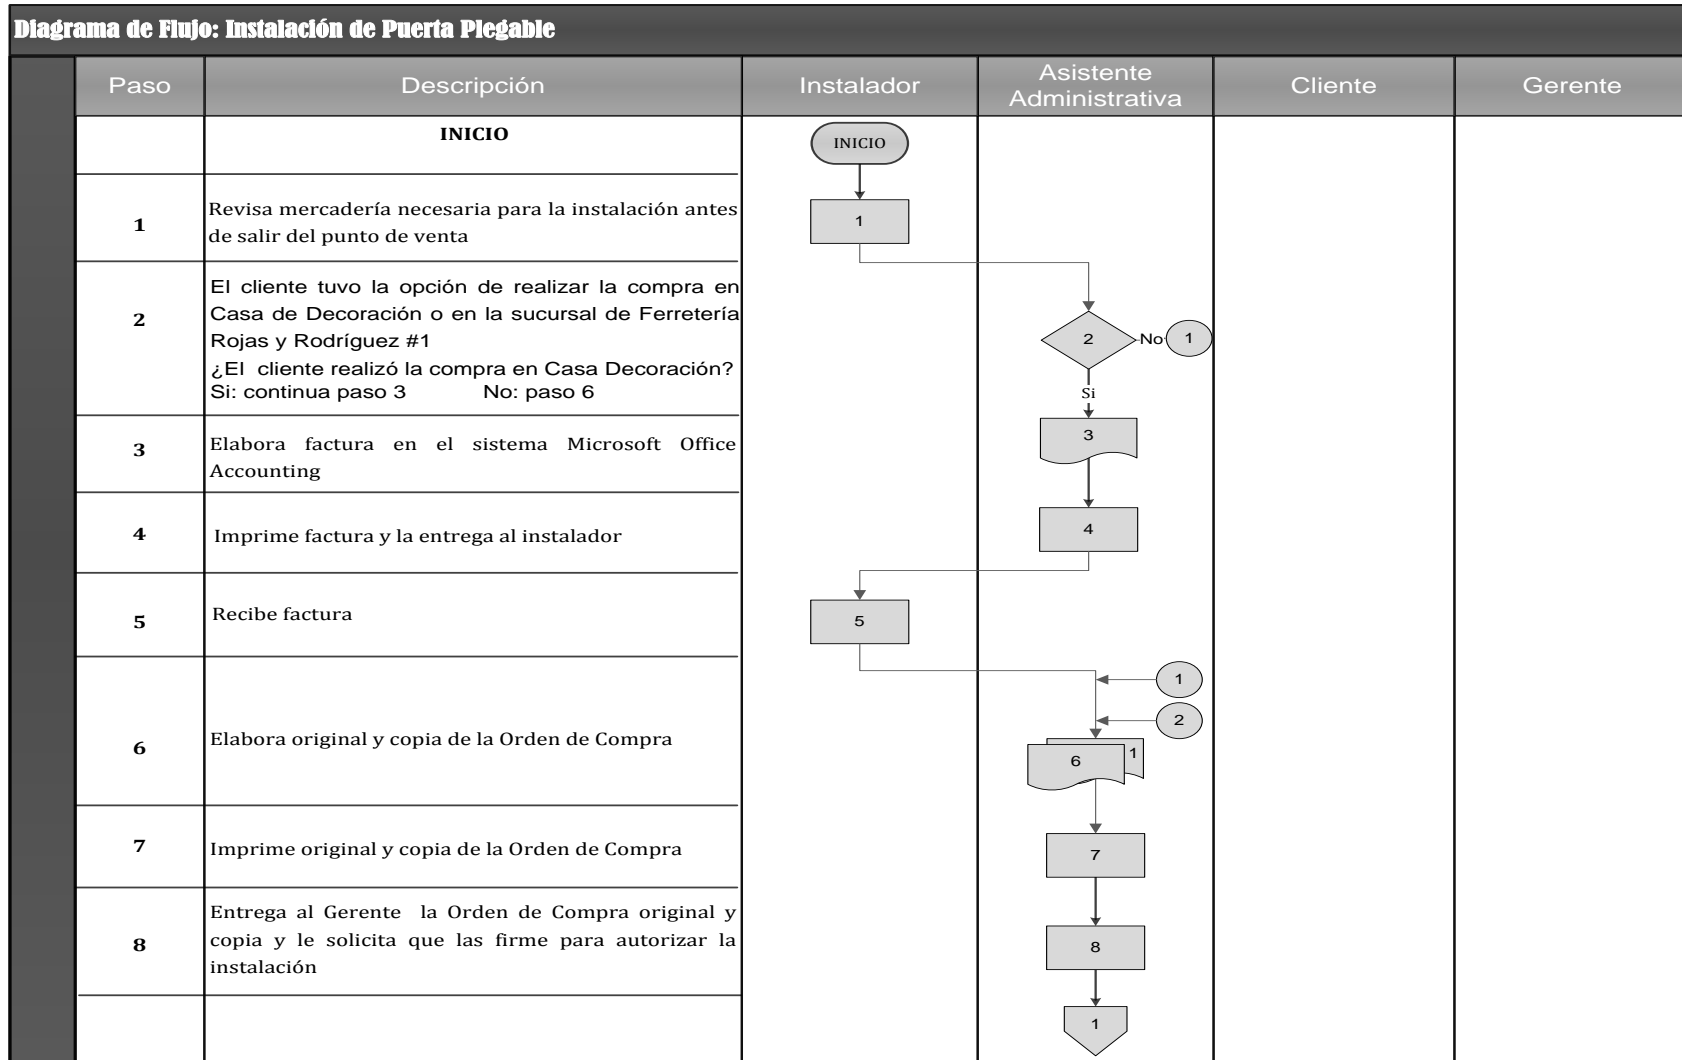 Diagrama de Flujo: Instalación de Puerta Plegable
Paso
Descripción
Instalador
Asistente
Administrativa
Cliente
Gerente
INICIO
INICIO
1
Revisa mercadería necesaria para la instalación antes
de salir del punto de venta
1
2
El cliente tuvo la opción de realizar la compra en
Casa de Decoración o en la sucursal de Ferretería
Rojas y Rodríguez #1
¿El cliente realizó la compra en Casa Decoración?
Si: continua paso 3 No: paso 6
2
No
1
Si
3
Elabora factura en el sistema Microsoft Office
Accounting
3
4
Imprime factura y la entrega al instalador
4
5
Recibe factura
5
1
2
6
Elabora original y copia de la Orden de Compra
6
1
7
Imprime original y copia de la Orden de Compra
7
8
Entrega al Gerente la Orden de Compra original y
copia y le solicita que las firme para autorizar la
instalación
8
1